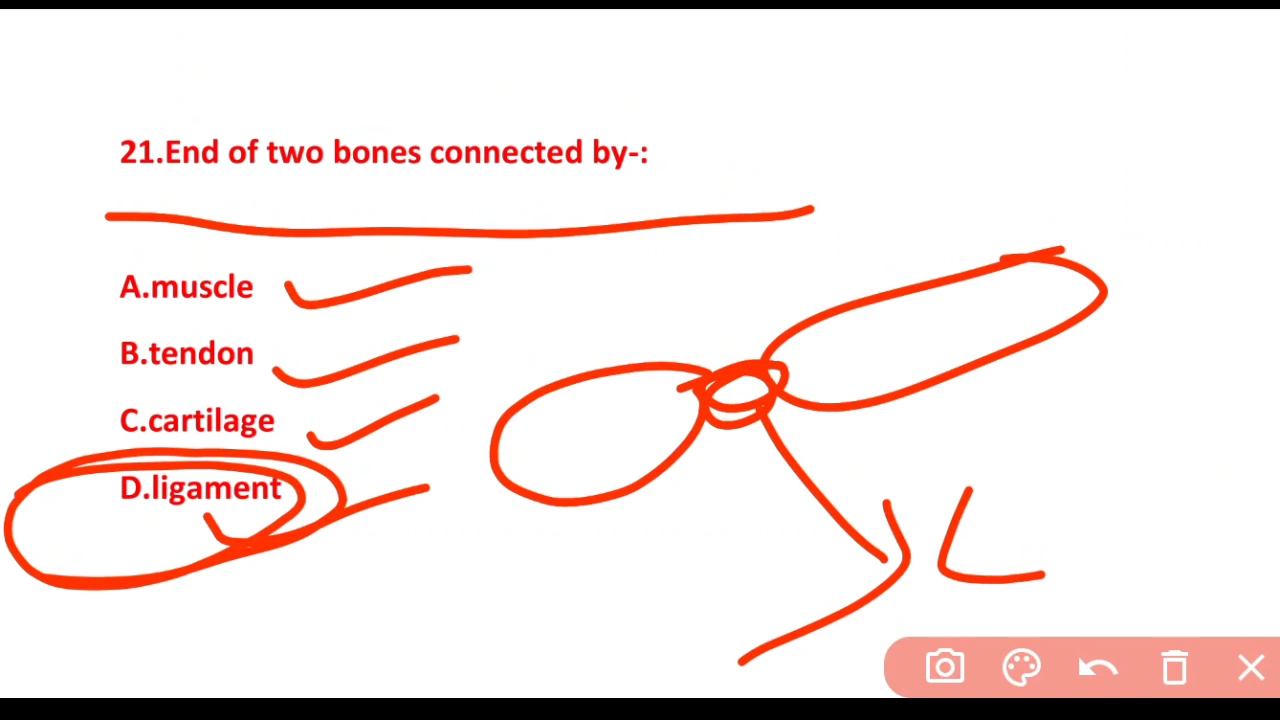 21.End of two bones connected by-:
A.muscle
B.tendon
C.cartilage
D.ligament
L